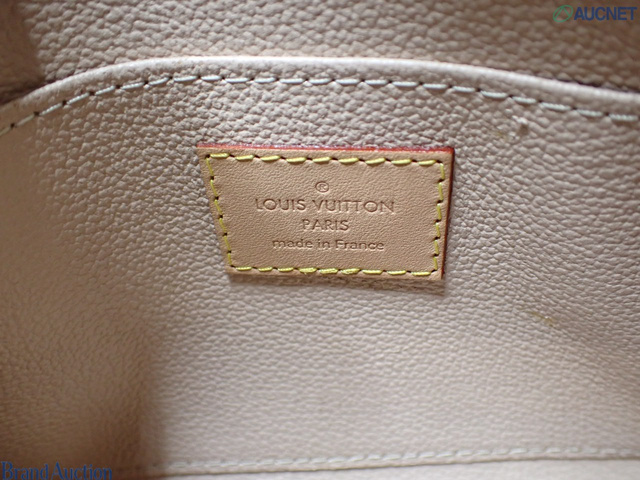 AUCNET
®
LOUIS VUITTON
PARIS
made in France
Brand Auction